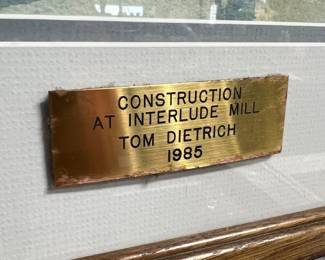 CONSTRUCTION
AT INTERLUDE MILL
TOM DIETRICH
1985